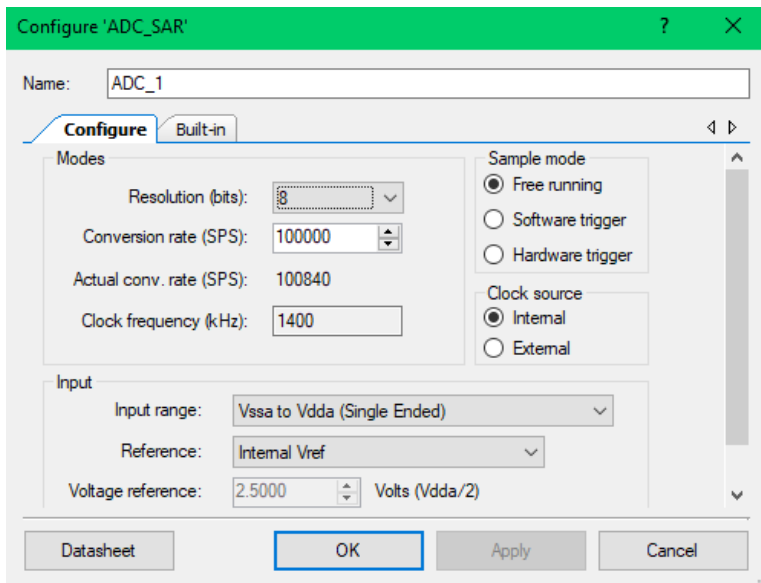 Configure 'ADC_SAR'
?
Name: ADC_1
Configure Built-in
Modes
Resolution (bits): 8
Conversion rate (SPS): 100000
Actual conv. rate (SPS): 100840
Clock frequency (kHz): 1400
Sample mode
Free running
Software trigger
Hardware trigger
Clock source
Internal
External
Input
Input range: Vssa to Vdda (Single Ended)
Reference: Internal Vref
Voltage reference: 2.5000 Volts (Vdda/2)
Datasheet OK Apply Cancel